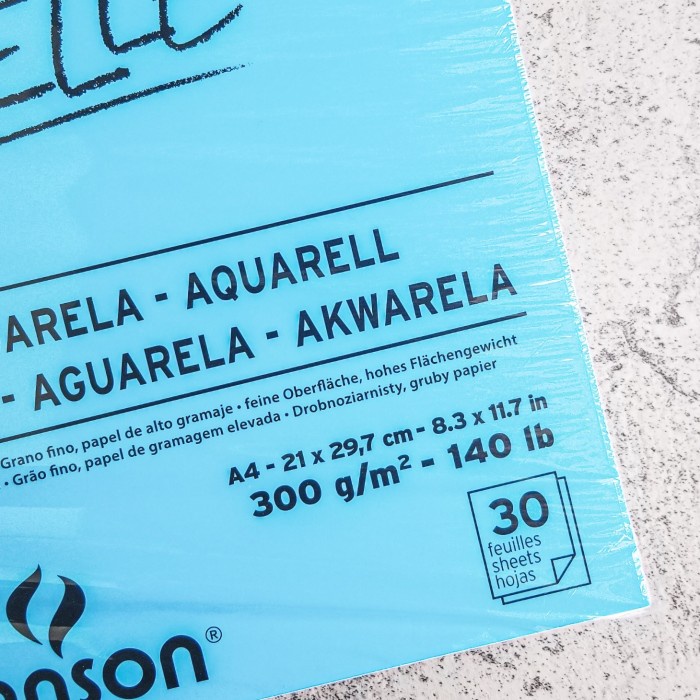 ARELA - AQUARELL
- AGUARELA - AKWARELA
Grano fino, papel de alto gramaje • feine Oberfläche, hohes Flächengewicht
• Grão fino, papel de gramagem elevada • Drobnoziarnisty, gruby papier
A4 - 21 x 29,7 cm - 8.3 x 11.7 in
300 g/m² - 140 lb
30
feuilles
sheets
hojas
nson®